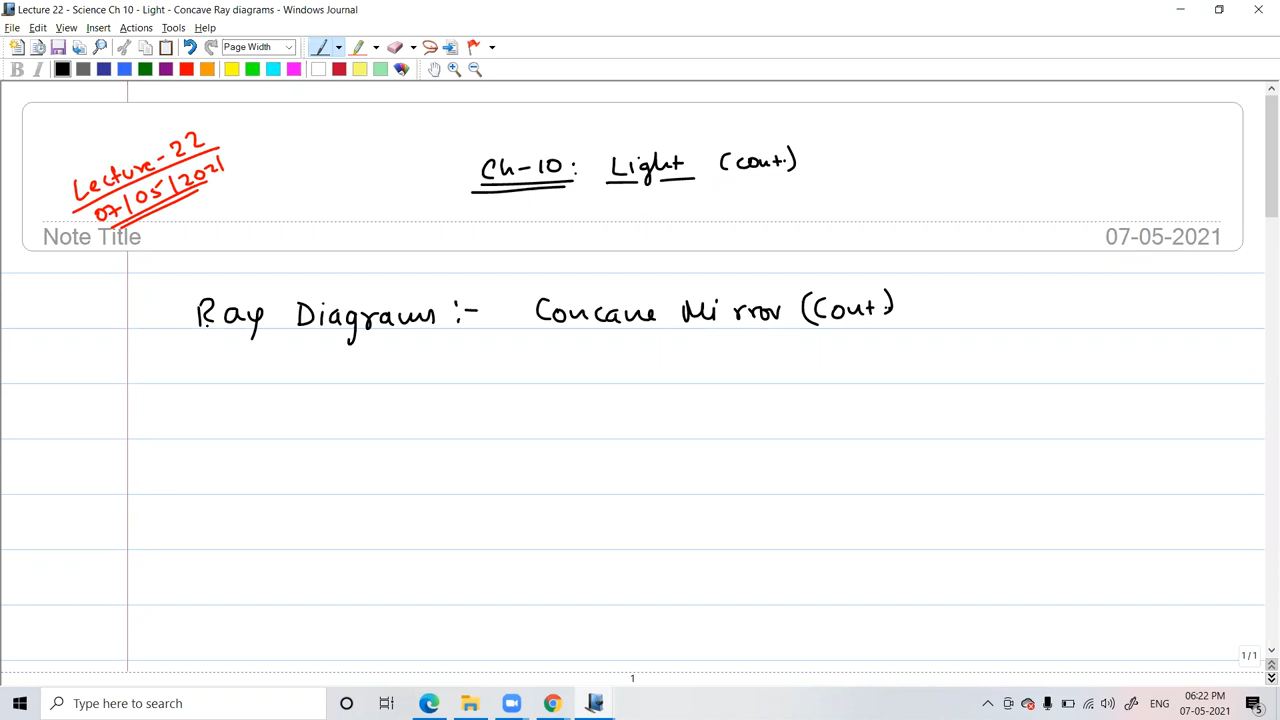 Lecture 22 - Science Ch 10 - Light - Concave Ray diagrams - Windows Journal
File Edit View Insert Actions Tools Help
Page Width
B I
Lecture-22
07/05/2021
Ch-10: Light (cont.)
Note Title
07-05-2021
Ray Diagrams :- Concave Mirror (Cont.)
1/1
1
Type here to search
ENG
06:22 PM
07-05-2021
5